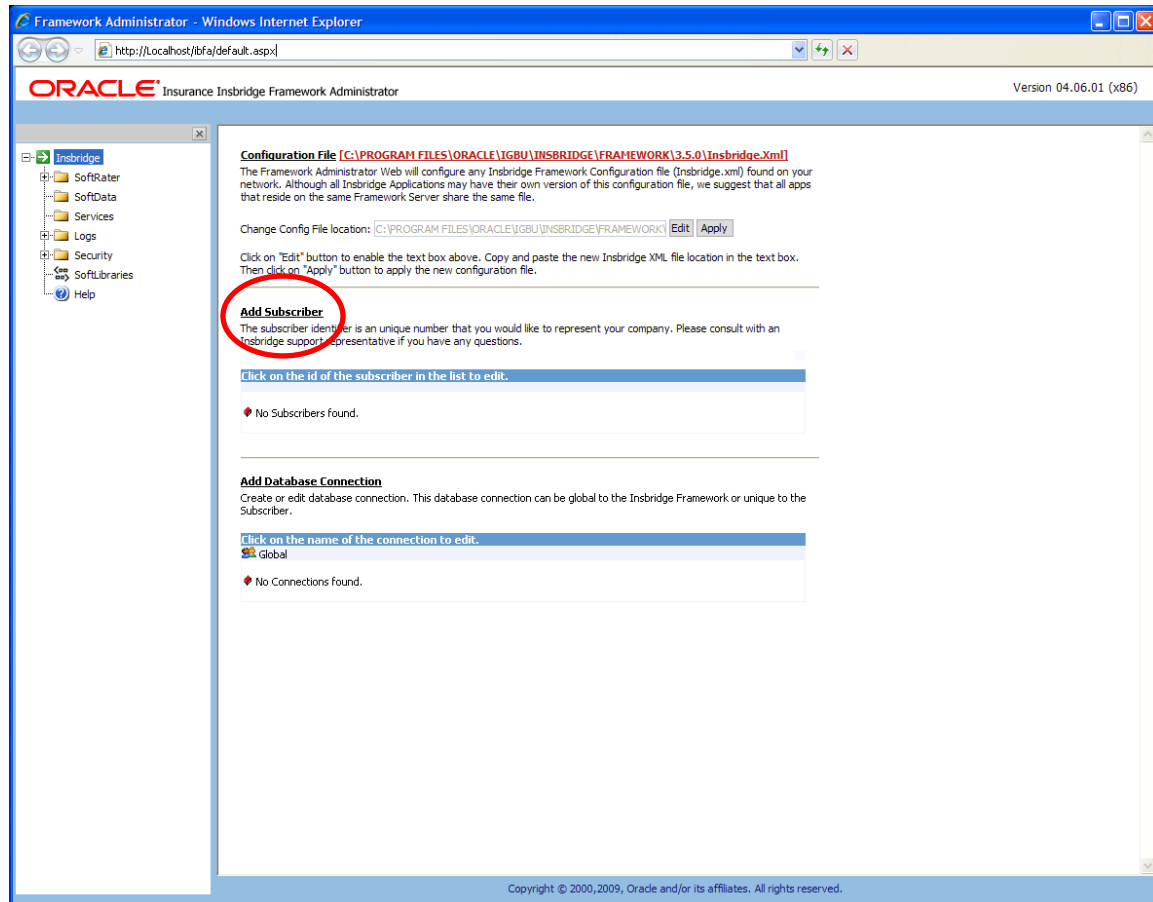 Framework Administrator - Windows Internet Explorer
http://Localhost/ibfa/default.aspx
ORACLE Insurance Insbridge Framework Administrator
Version 04.06.01 (x86)
Insbridge
SoftRater
SoftData
Services
Logs
Security
SoftLibraries
Help
Configuration File [C:\PROGRAM FILES\ORACLE\IGBU\INSBRIDGE\FRAMEWORK\3.5.0\Insbridge.Xml]
The Framework Administrator Web will configure any Insbridge Framework Configuration file (Insbridge.xml) found on your
network. Although all Insbridge Applications may have their own version of this configuration file, we suggest that all apps
that reside on the same Framework Server share the same file.
Change Config File location: C:\PROGRAM FILES\ORACLE\IGBU\INSBRIDGE\FRAMEWORK\ Edit Apply
Click on "Edit" button to enable the text box above. Copy and paste the new Insbridge XML file location in the text box.
Then click on "Apply" button to apply the new configuration file.
Add Subscriber
The subscriber identifier is an unique number that you would like to represent your company. Please consult with an
Insbridge support representative if you have any questions.
Click on the id of the subscriber in the list to edit.
No Subscribers found.
Add Database Connection
Create or edit database connection. This database connection can be global to the Insbridge Framework or unique to the
Subscriber.
Click on the name of the connection to edit.
Global
No Connections found.
Copyright © 2000,2009, Oracle and/or its affiliates. All rights reserved.